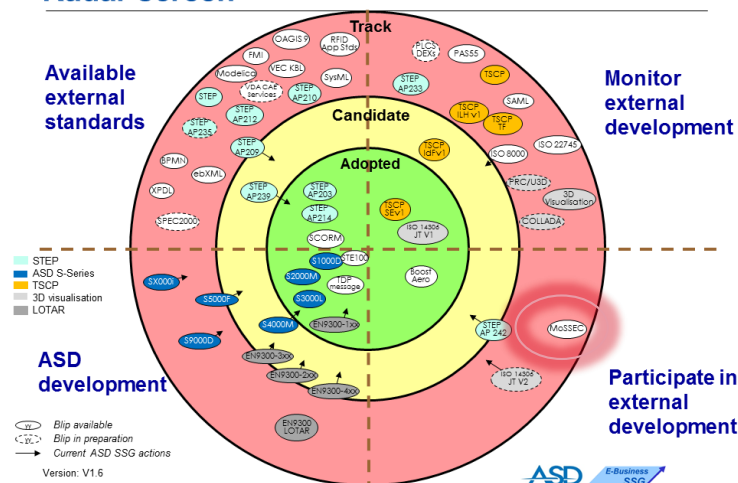 Radar Screen
Track
Candidate
Adopted
Available
external
standards
Monitor
external
development
ASD
development
Participate in
external
development
OAGIS 9
RFID
App Stds
FMI
VEC KBL
Modelica
SysML
VDA CAE
Services
STEP
AP210
STEP
STEP
AP212
STEP
AP235
STEP
AP209
BPMN
ebXML
XPDL
SPEC2000
STEP
AP239
STEP
AP203
STEP
AP214
SCORM
PLCS
DEXs
PAS55
STEP
AP233
TSCP
SAML
TSCP
ILH v1
TSCP
TF
TSCP
IdFv1
ISO 8000
ISO 22745
PRC/U3D
3D
Visualisation
COLLADA
TSCP
SEv1
ISO 14306
JT V1
S1000D
STE100
S2000M
TDP
message
S3000L
SX000i
S5000F
S4000M
EN9300-1xx
S9000D
EN9300-3xx
EN9300-2xx
EN9300-4xx
EN9300
LOTAR
Boost
Aero
STEP
AP 242
MoSSEC
ISO 14306
JT V2
STEP
ASD S-Series
TSCP
3D visualisation
LOTAR
yy Blip available
yy Blip in preparation
Current ASD SSG actions
Version: V1.6
ASD
E-Business
SSG